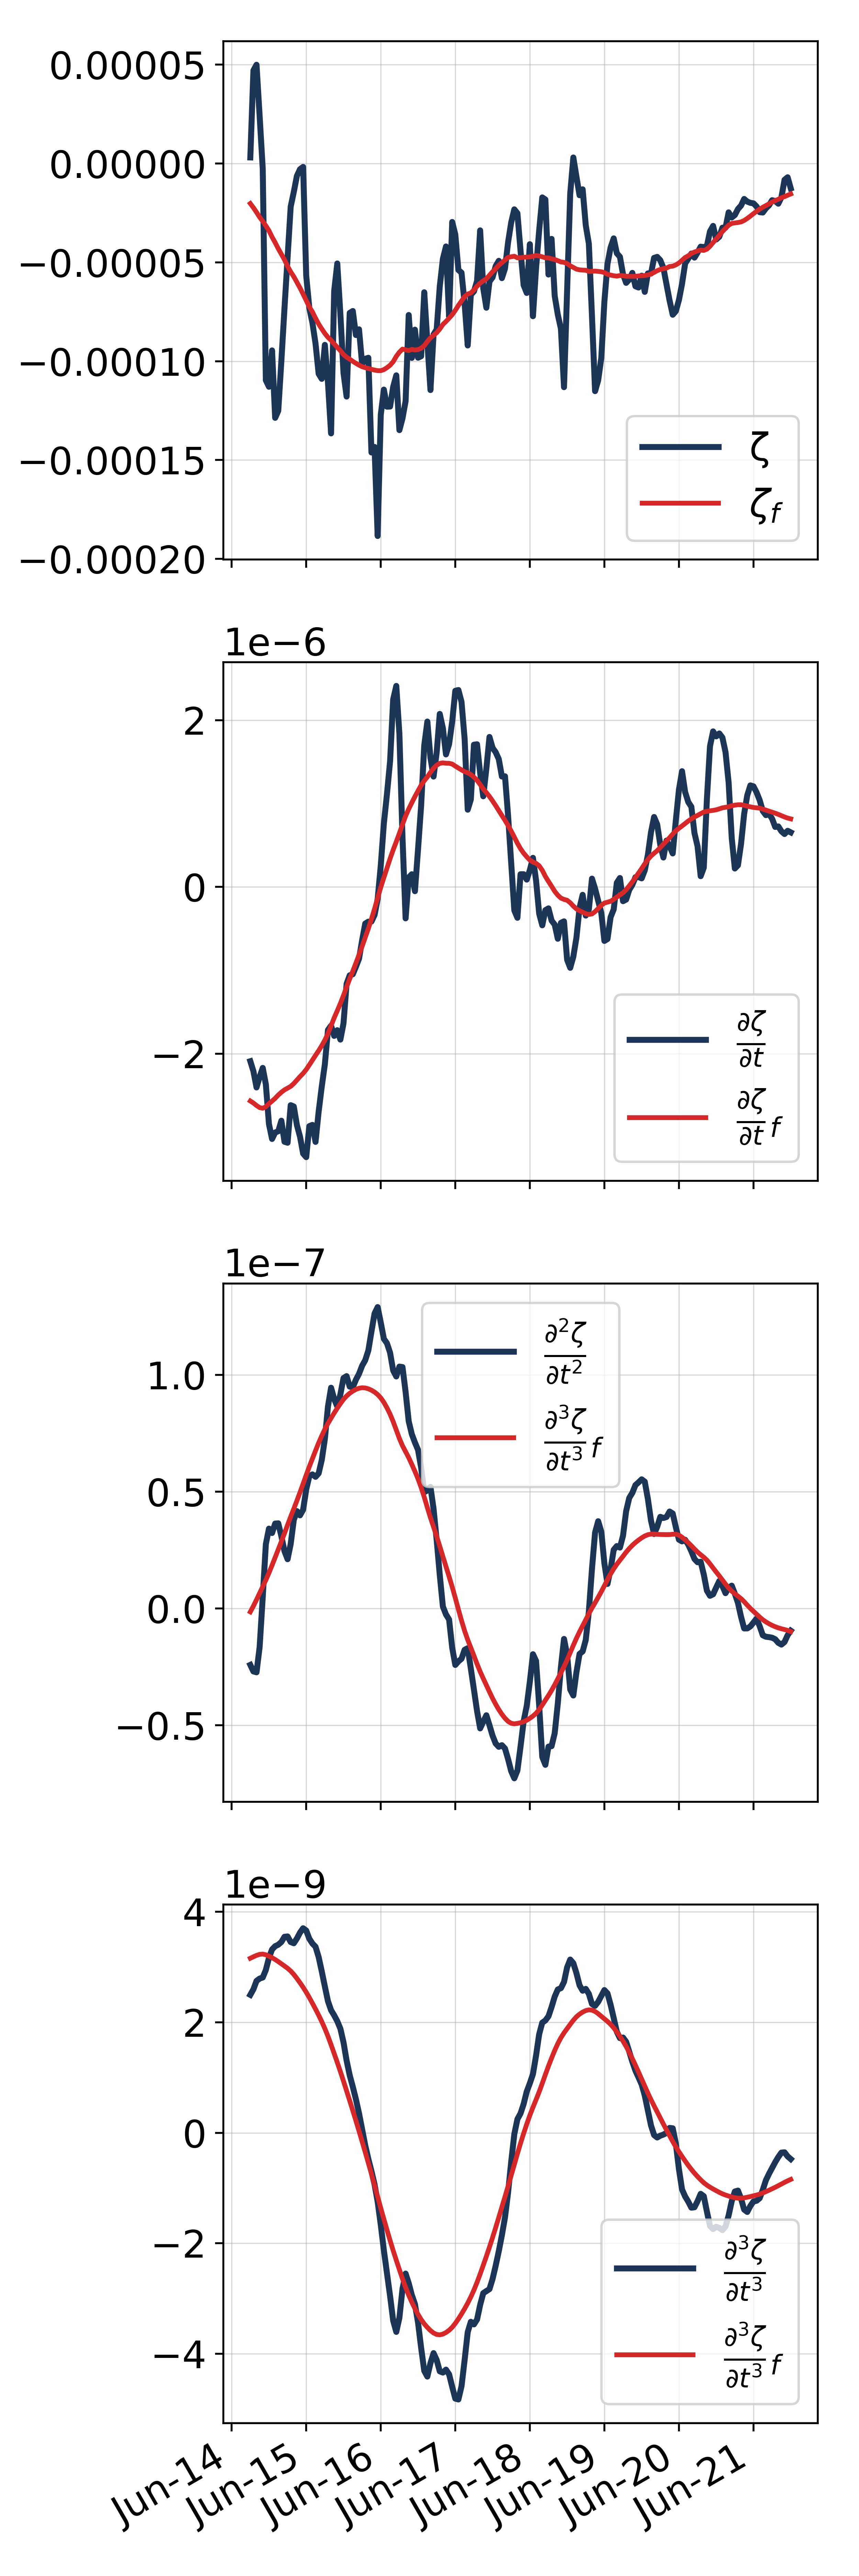 0.00005
0.00000
−0.00005
−0.00010
−0.00015
−0.00020
ζ
ζ_f
1e−6
2
0
−2
∂ζ/∂t
∂ζ/∂t f
1e−7
1.0
0.5
0.0
−0.5
∂²ζ/∂t²
∂³ζ/∂t³ f
1e−9
4
2
0
−2
−4
∂³ζ/∂t³
∂³ζ/∂t³ f
Jun-14 Jun-15 Jun-16 Jun-17 Jun-18 Jun-19 Jun-20 Jun-21